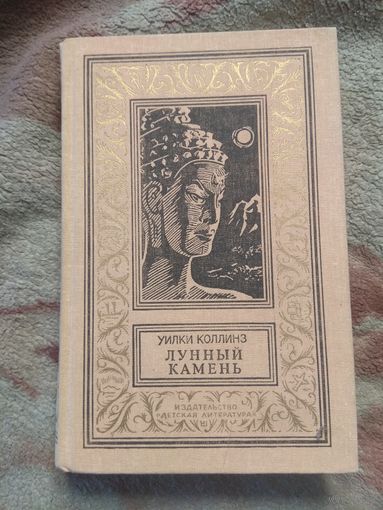 УИЛКИ КОЛЛИНЗ
ЛУННЫЙ
КАМЕНЬ
ИЗДАТЕЛЬСТВО
«ДЕТСКАЯ ЛИТЕРАТУРА»